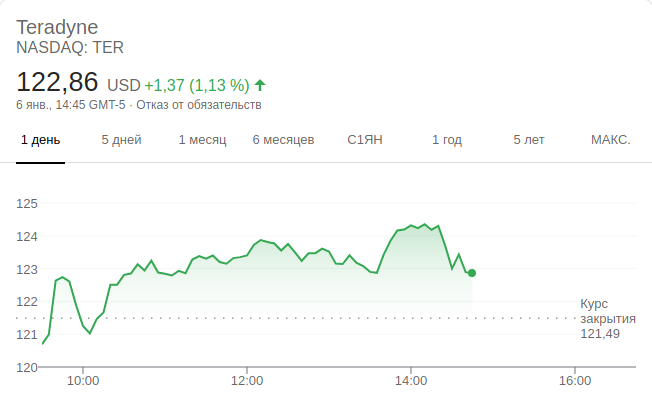 Teradyne
NASDAQ: TER
122,86 USD +1,37 (1,13 %)
6 янв., 14:45 GMT-5 · Отказ от обязательств
1 день 5 дней 1 месяц 6 месяцев С1ЯН 1 год 5 лет МАКС.
125
124
123
122
121
120
Курс
закрытия
121,49
10:00 12:00 14:00 16:00